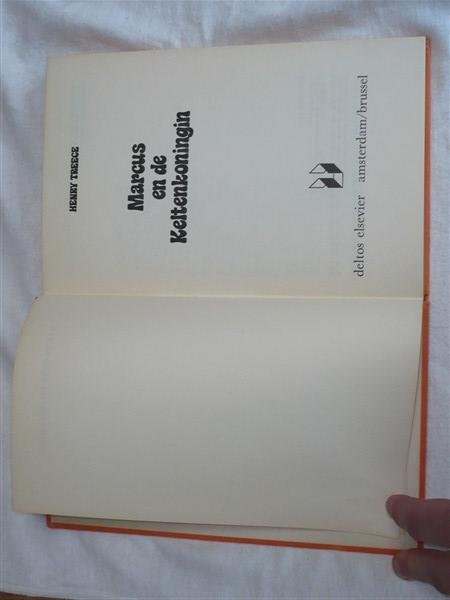 HENRY TREECE
Marcus
en de
Keltenkoningin
deltos elsevier amsterdam/brussel